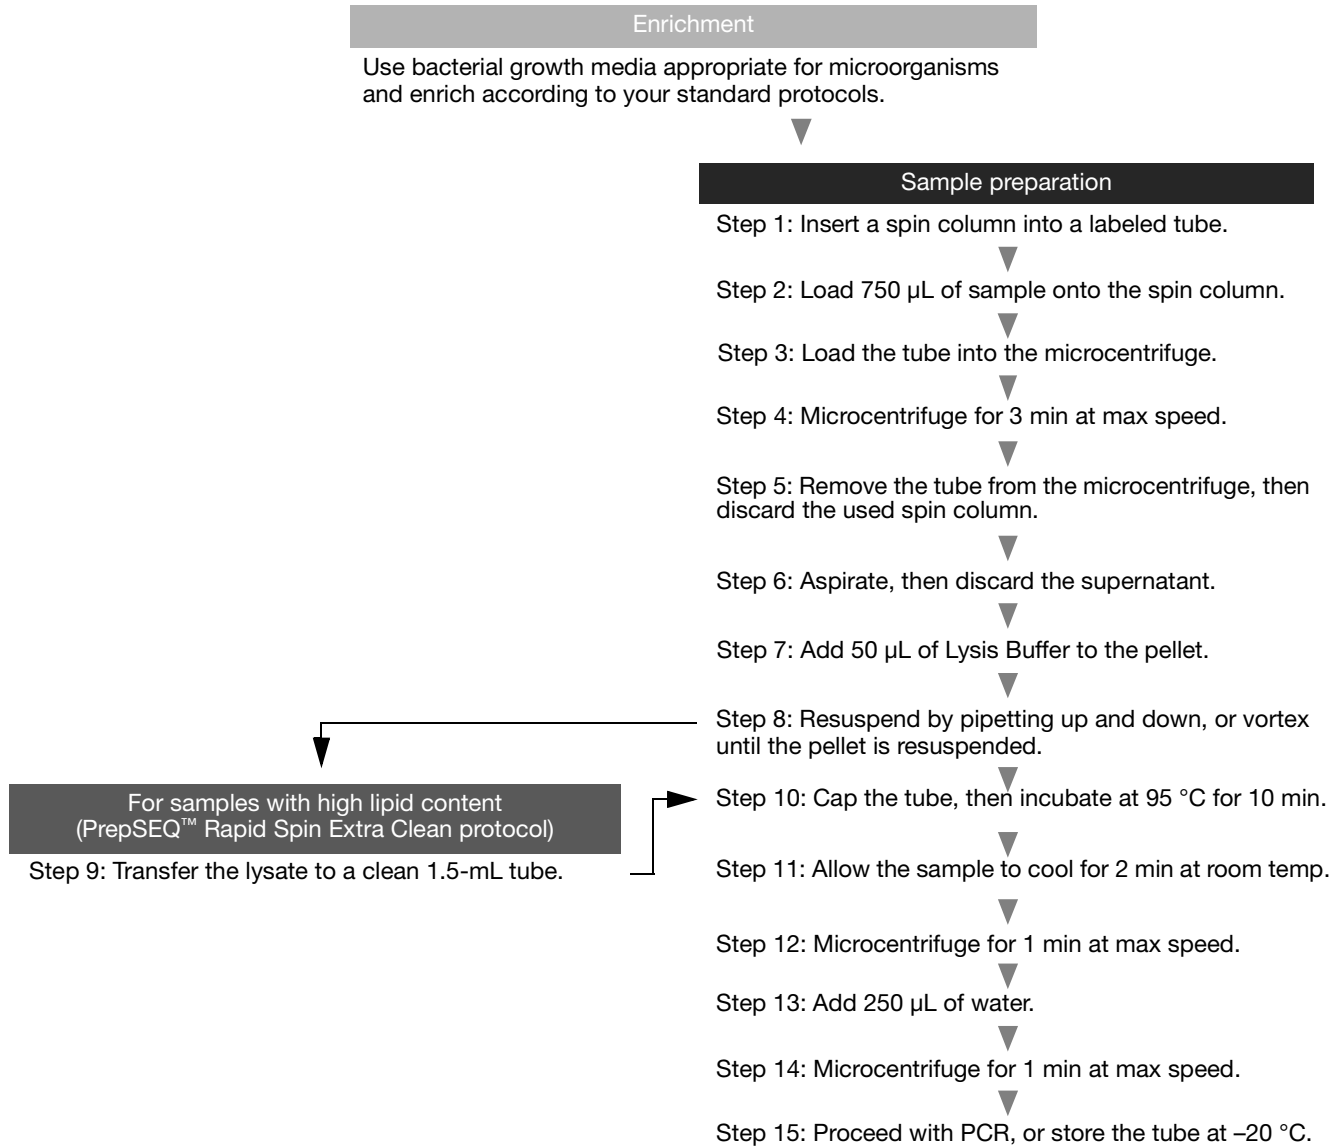 Enrichment
Use bacterial growth media appropriate for microorganisms
and enrich according to your standard protocols.
Sample preparation
Step 1: Insert a spin column into a labeled tube.
Step 2: Load 750 µL of sample onto the spin column.
Step 3: Load the tube into the microcentrifuge.
Step 4: Microcentrifuge for 3 min at max speed.
Step 5: Remove the tube from the microcentrifuge, then
discard the used spin column.
Step 6: Aspirate, then discard the supernatant.
Step 7: Add 50 µL of Lysis Buffer to the pellet.
Step 8: Resuspend by pipetting up and down, or vortex
until the pellet is resuspended.
For samples with high lipid content
(PrepSEQ™ Rapid Spin Extra Clean protocol)
Step 9: Transfer the lysate to a clean 1.5-mL tube.
Step 10: Cap the tube, then incubate at 95 °C for 10 min.
Step 11: Allow the sample to cool for 2 min at room temp.
Step 12: Microcentrifuge for 1 min at max speed.
Step 13: Add 250 µL of water.
Step 14: Microcentrifuge for 1 min at max speed.
Step 15: Proceed with PCR, or store the tube at –20 °C.